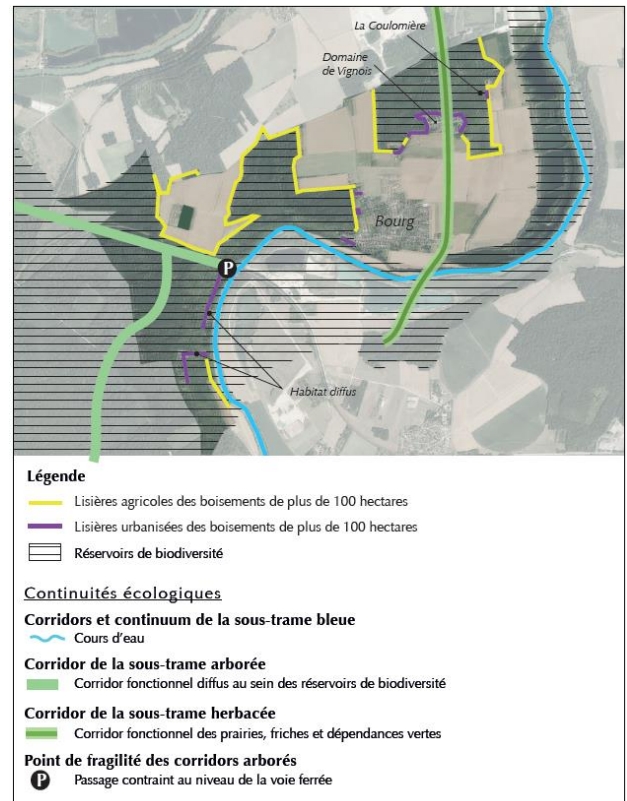 La Coulomière
Domaine
de Vignois
Bourg
P
Habitat diffus
Légende
Lisières agricoles des boisements de plus de 100 hectares
Lisières urbanisées des boisements de plus de 100 hectares
Réservoirs de biodiversité
Continuités écologiques
Corridors et continuum de la sous-trame bleue
Cours d'eau
Corridor de la sous-trame arborée
Corridor fonctionnel diffus au sein des réservoirs de biodiversité
Corridor de la sous-trame herbacée
Corridor fonctionnel des prairies, friches et dépendances vertes
Point de fragilité des corridors arborés
P Passage contraint au niveau de la voie ferrée